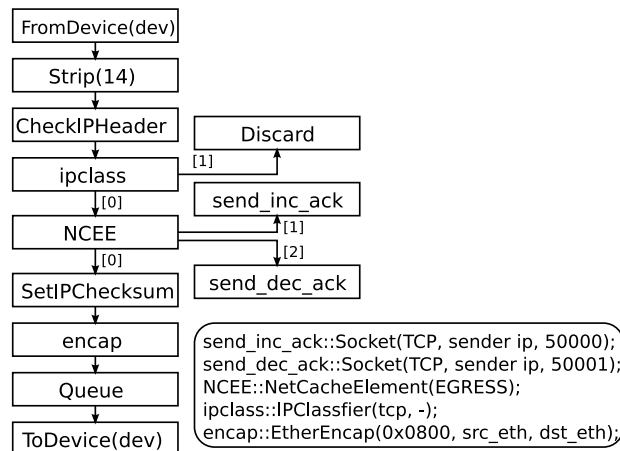 FromDevice(dev)
Strip(14)
CheckIPHeader
Discard
[1]
ipclass
[0]
send_inc_ack
NCEE
[1]
[2]
[0]
send_dec_ack
SetIPChecksum
encap
Queue
ToDevice(dev)
send_inc_ack::Socket(TCP, sender ip, 50000);
send_dec_ack::Socket(TCP, sender ip, 50001);
NCEE::NetCacheElement(EGRESS);
ipclass::IPClassfier(tcp, -);
encap::EtherEncap(0x0800, src_eth, dst_eth);